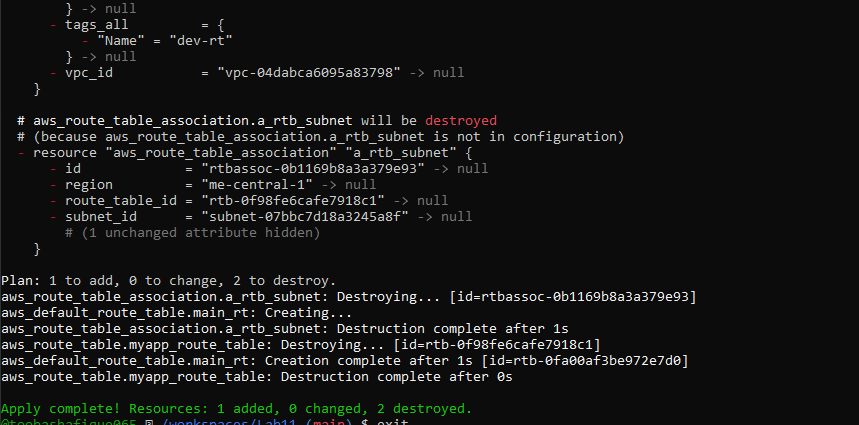 } -> null
- tags_all = {
- "Name" = "dev-rt"
} -> null
- vpc_id = "vpc-04dabca6095a83798" -> null
}
# aws_route_table_association.a_rtb_subnet will be destroyed
# (because aws_route_table_association.a_rtb_subnet is not in configuration)
- resource "aws_route_table_association" "a_rtb_subnet" {
- id = "rtbassoc-0b1169b8a3a379e93" -> null
- region = "me-central-1" -> null
- route_table_id = "rtb-0f98fe6cafe7918c1" -> null
- subnet_id = "subnet-07bbc7d18a3245a8f" -> null
# (1 unchanged attribute hidden)
}
Plan: 1 to add, 0 to change, 2 to destroy.
aws_route_table_association.a_rtb_subnet: Destroying... [id=rtbassoc-0b1169b8a3a379e93]
aws_default_route_table.main_rt: Creating...
aws_route_table_association.a_rtb_subnet: Destruction complete after 1s
aws_route_table.myapp_route_table: Destroying... [id=rtb-0f98fe6cafe7918c1]
aws_default_route_table.main_rt: Creation complete after 1s [id=rtb-0fa00af3be972e7d0]
aws_route_table.myapp_route_table: Destruction complete after 0s
Apply complete! Resources: 1 added, 0 changed, 2 destroyed.
/workspaces/Lab11 (main) $ exit